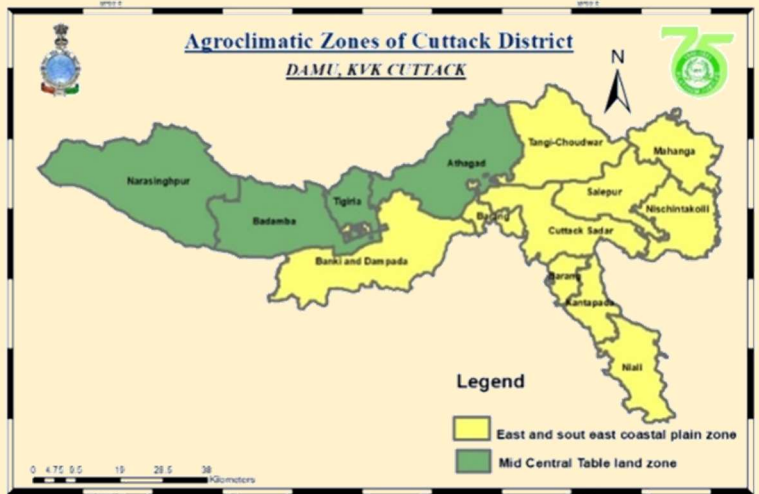 Agroclimatic Zones of Cuttack District
DAMU, KVK CUTTACK
75
N
Tangi-Choudwar
Mahanga
Athagad
Narasinghpur
Salepur
Tigiria
Nischintakoili
Badamba
Cuttack Sadar
Banki and Dampada
Barang
Kantapada
Niali
Legend
East and sout east coastal plain zone
Mid Central Table land zone
0 4.75 9.5 19 28.5 38
Kilometers